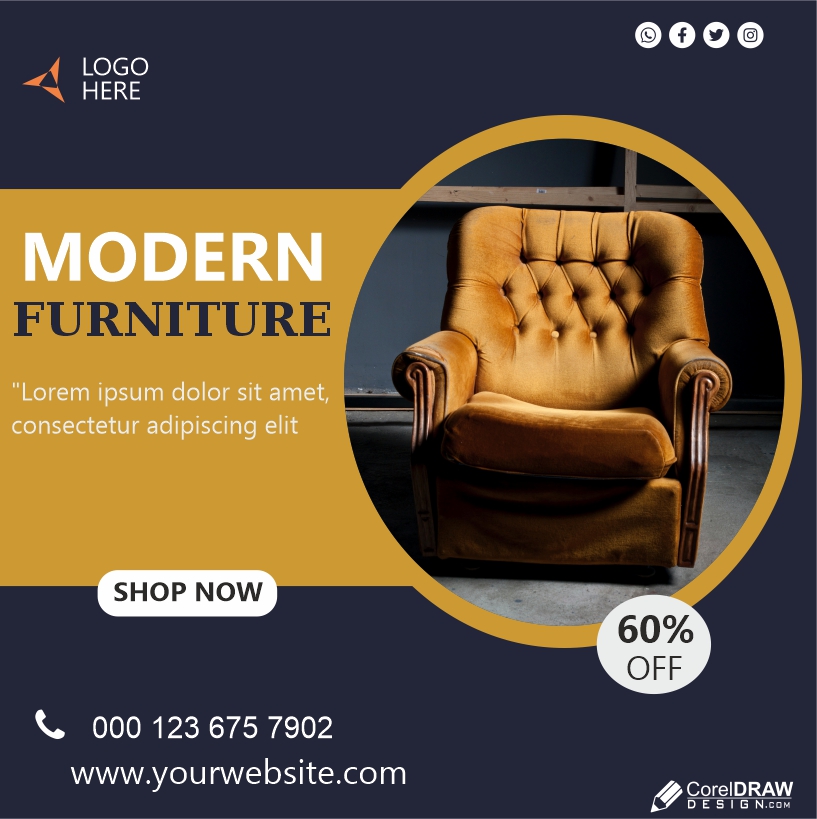 LOGO
HERE
MODERN
FURNITURE
"Lorem ipsum dolor sit amet,
consectetur adipiscing elit
SHOP NOW
60%
OFF
000 123 675 7902
www.yourwebsite.com
CorelDRAW
DESIGN.COM